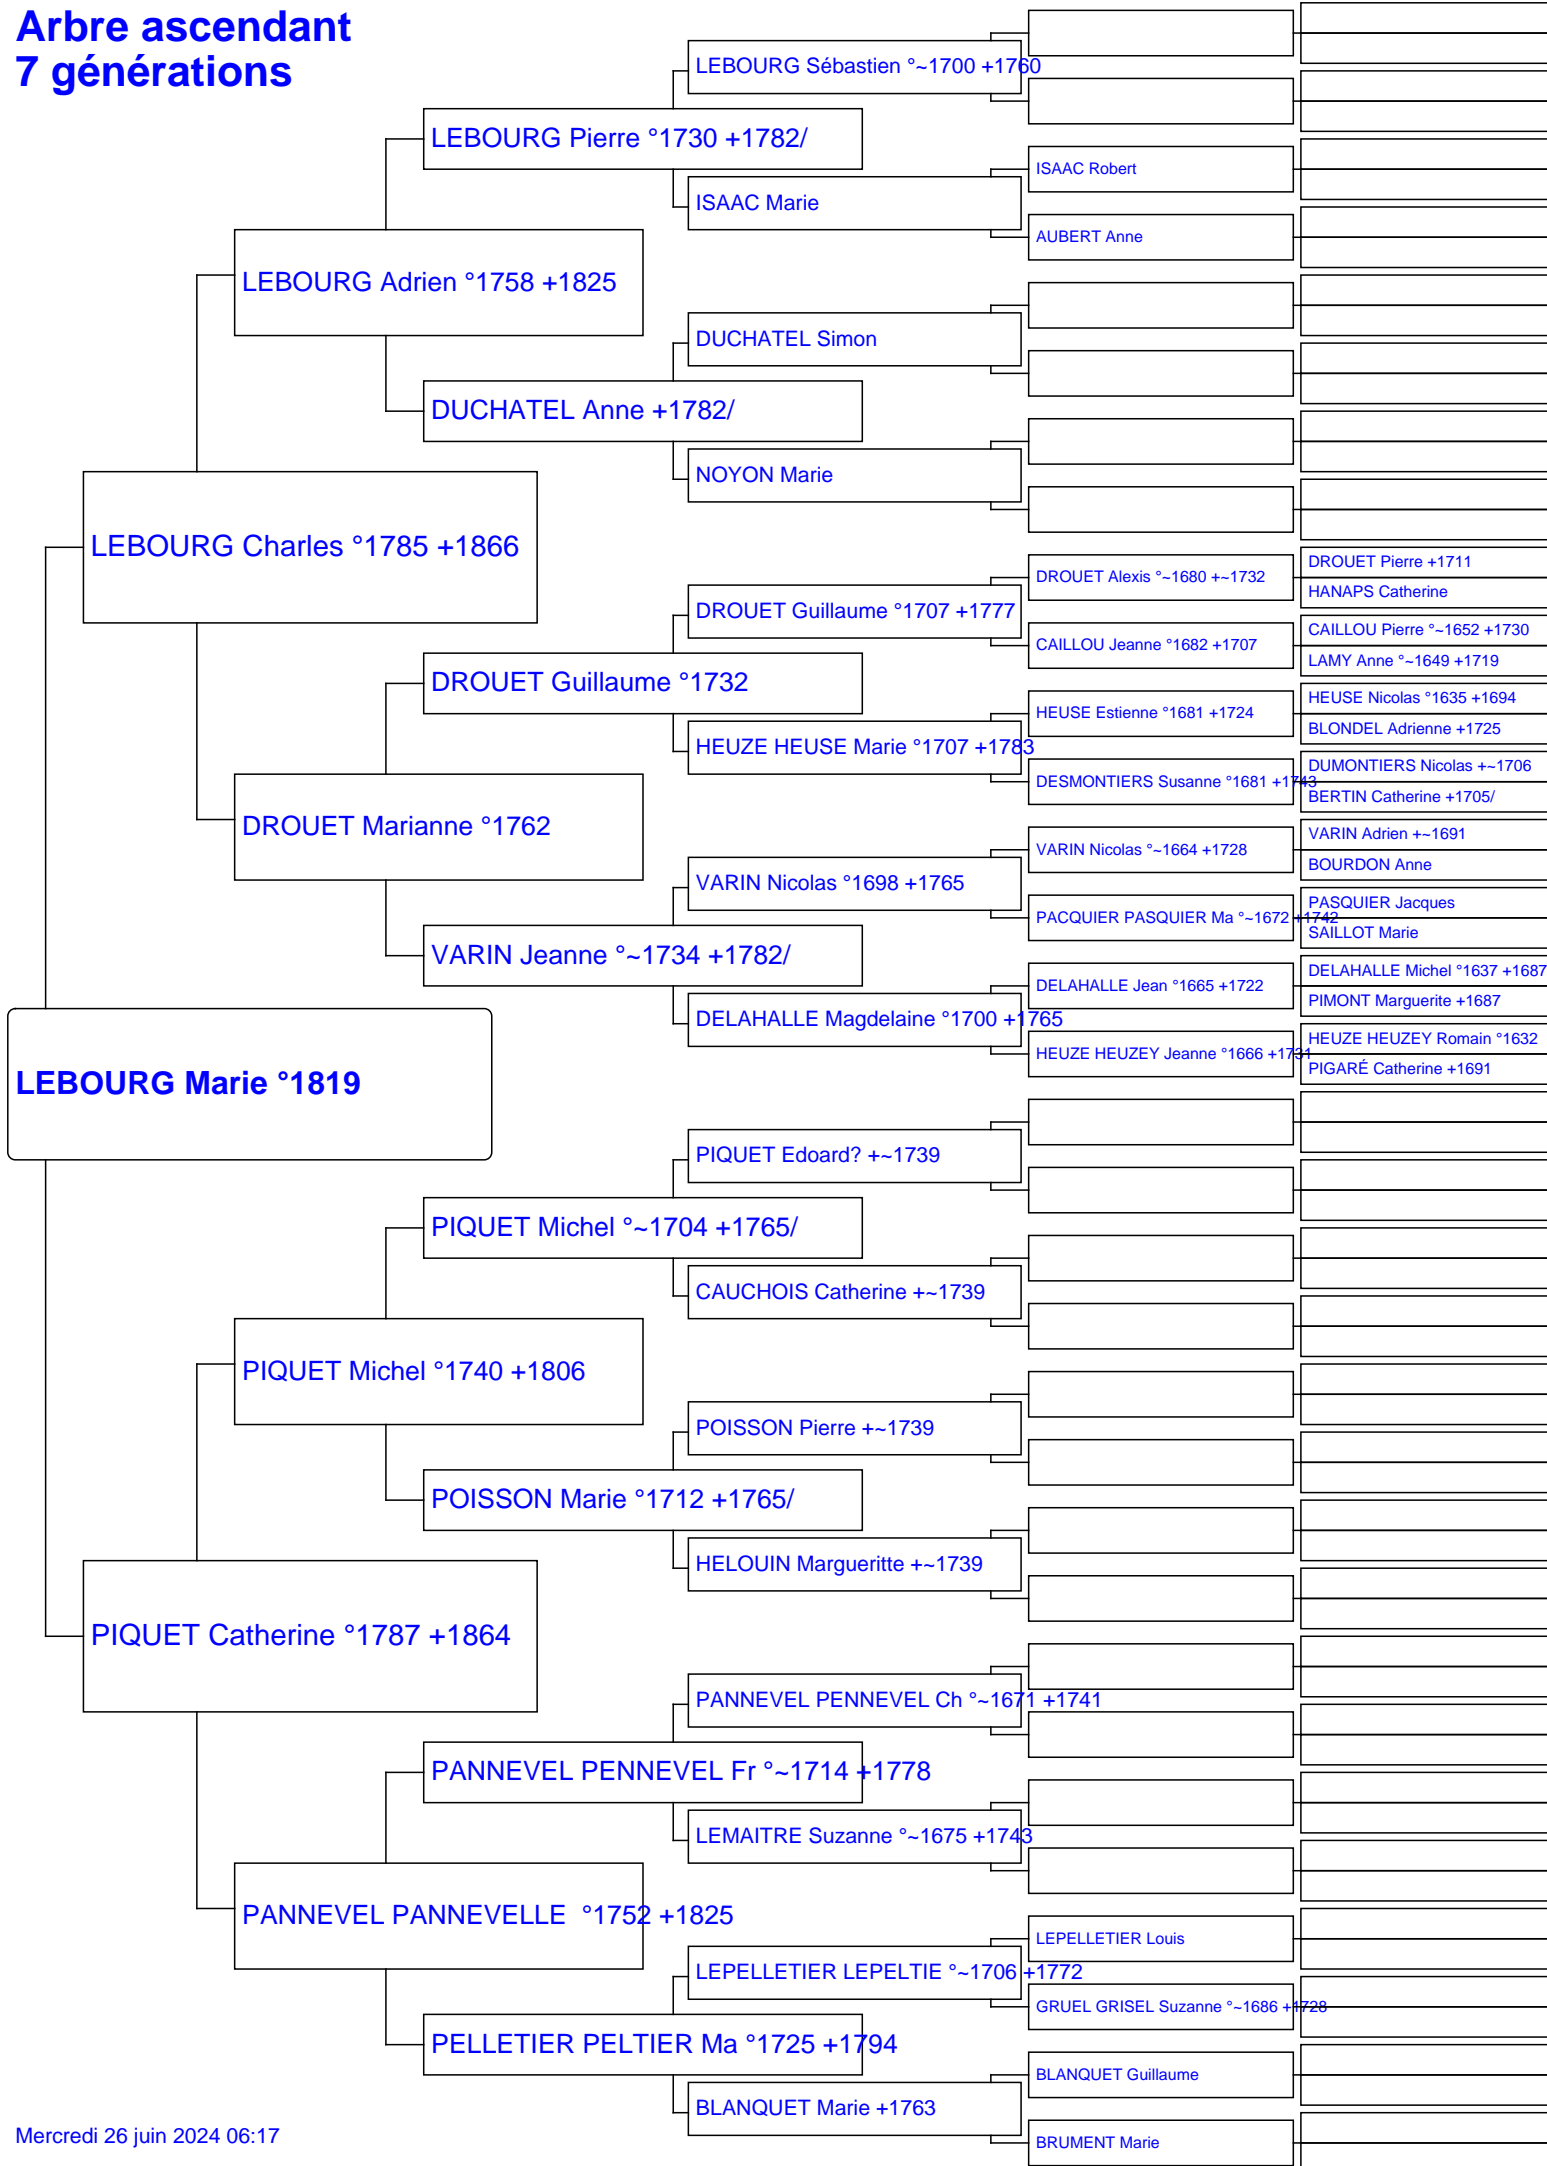 Arbre ascendant
7 générations
LEBOURG Sébastien °~1700 +1760
LEBOURG Pierre °1730 +1782/
ISAAC Robert
ISAAC Marie
AUBERT Anne
LEBOURG Adrien °1758 +1825
DUCHATEL Simon
DUCHATEL Anne +1782/
NOYON Marie
LEBOURG Charles °1785 +1866
DROUET Pierre +1711
DROUET Alexis °~1680 +~1732
HANAPS Catherine
DROUET Guillaume °1707 +1777
CAILLOU Pierre °~1652 +1730
CAILLOU Jeanne °1682 +1707
LAMY Anne °~1649 +1719
DROUET Guillaume °1732
HEUSE Nicolas °1635 +1694
HEUSE Estienne °1681 +1724
BLONDEL Adrienne +1725
HEUZE HEUSE Marie °1707 +1783
DUMONTIERS Nicolas +~1706
DESMONTIERS Susanne °1681 +1743
BERTIN Catherine +1705/
DROUET Marianne °1762
VARIN Adrien +~1691
VARIN Nicolas °~1664 +1728
BOURDON Anne
VARIN Nicolas °1698 +1765
PASQUIER Jacques
PACQUIER PASQUIER Ma °~1672 +1742
SAILLOT Marie
VARIN Jeanne °~1734 +1782/
DELAHALLE Michel °1637 +1687
DELAHALLE Jean °1665 +1722
PIMONT Marguerite +1687
DELAHALLE Magdelaine °1700 +1765
HEUZE HEUZEY Romain °1632
HEUZE HEUZEY Jeanne °1666 +1731
PIGARÉ Catherine +1691
LEBOURG Marie °1819
PIQUET Edoard? +~1739
PIQUET Michel °~1704 +1765/
CAUCHOIS Catherine +~1739
PIQUET Michel °1740 +1806
POISSON Pierre +~1739
POISSON Marie °1712 +1765/
HELOUIN Margueritte +~1739
PIQUET Catherine °1787 +1864
PANNEVEL PENNEVEL Ch °~1671 +1741
PANNEVEL PENNEVEL Fr °~1714 +1778
LEMAITRE Suzanne °~1675 +1743
PANNEVEL PANNEVELLE °1752 +1825
LEPELLETIER Louis
LEPELLETIER LEPELTIE °~1706 +1772
GRUEL GRISEL Suzanne °~1686 +1728
PELLETIER PELTIER Ma °1725 +1794
BLANQUET Guillaume
BLANQUET Marie +1763
BRUMENT Marie
Mercredi 26 juin 2024 06:17